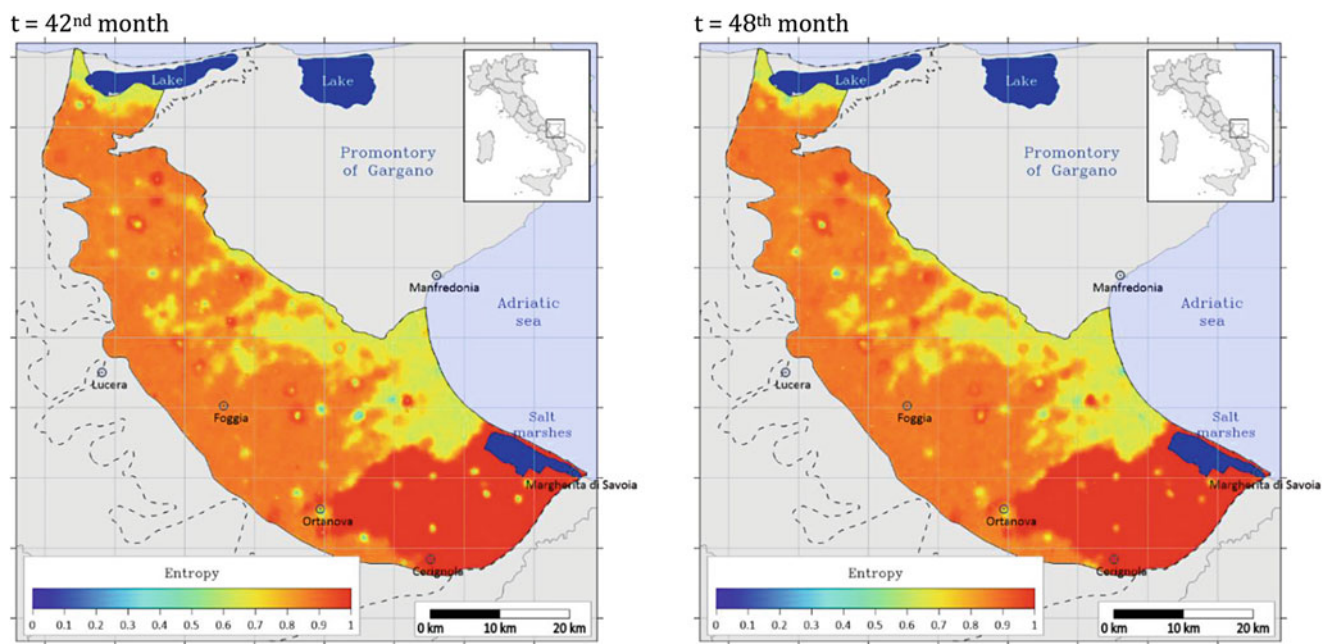 t = 42nd month
Lake
Lake
Promontory
of Gargano
Manfredonia
Adriatic
sea
Lucera
Foggia
Salt
marshes
Margherita di Savoia
Ortanova
Cerignola
Entropy
0 0.1 0.2 0.3 0.4 0.5 0.6 0.7 0.8 0.9 1
0 km 10 km 20 km
t = 48th month
Lake
Lake
Promontory
of Gargano
Manfredonia
Adriatic
sea
Lucera
Foggia
Salt
marshes
Margherita di Savoia
Ortanova
Cerignola
Entropy
0 0.1 0.2 0.3 0.4 0.5 0.6 0.7 0.8 0.9 1
0 km 10 km 20 km